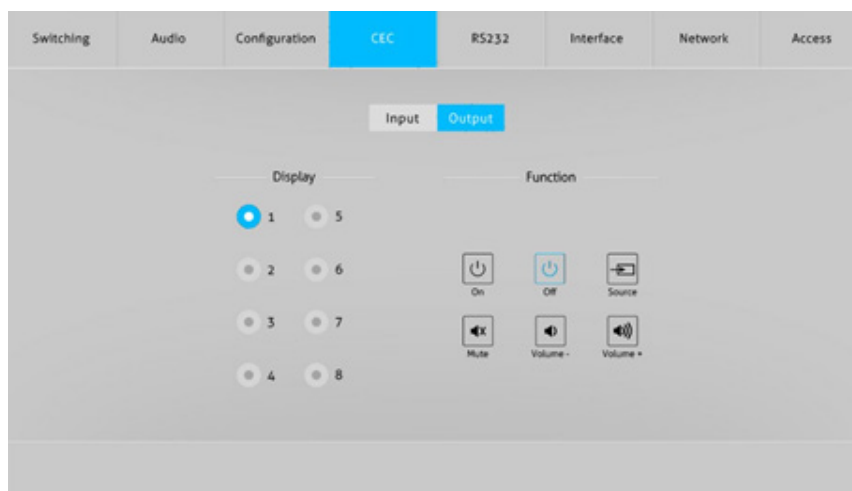 Switching Audio Configuration CEC RS232 Interface Network Access
Input Output
Display
1 5
2 6
3 7
4 8
Function
On Off Source
Mute Volume - Volume +